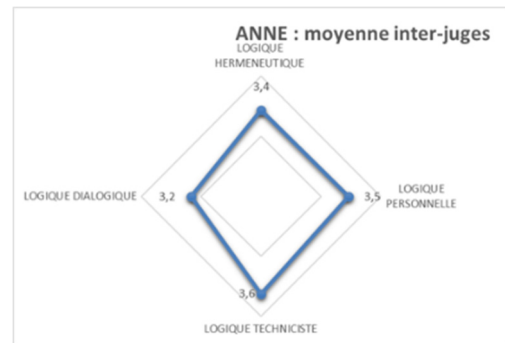 ANNE : moyenne inter-juges
LOGIQUE
HERMENEUTIQUE
3,4
LOGIQUE DIALOGIQUE
3,2
3,5
LOGIQUE
PERSONNELLE
3,6
LOGIQUE TECHNICISTE